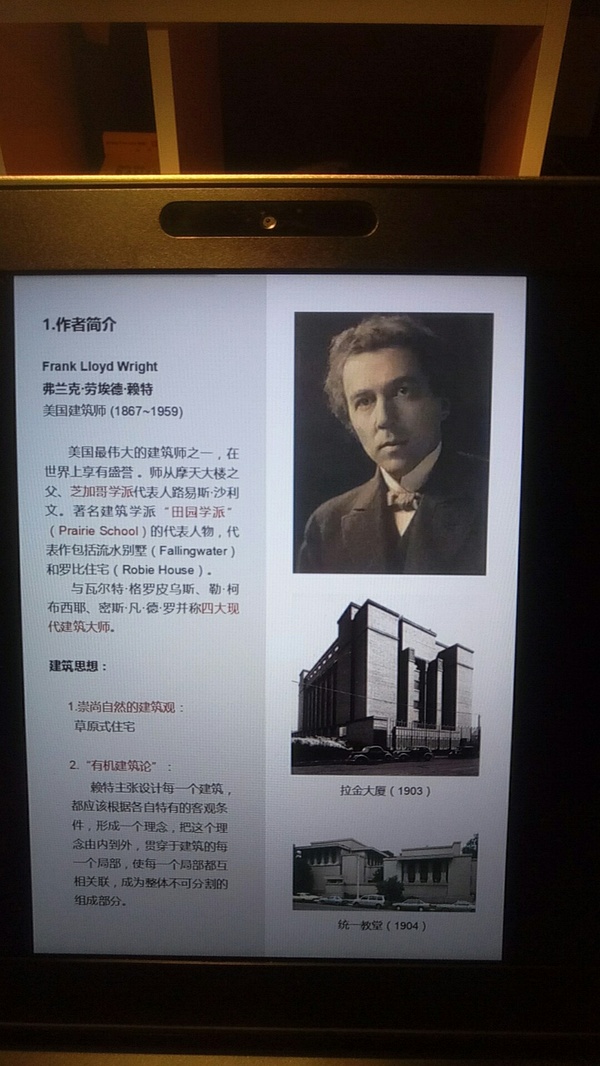 1.作者简介
Frank Lloyd Wright
弗兰克·劳埃德·赖特
美国建筑师 (1867~1959)
美国最伟大的建筑师之一，在
世界上享有盛誉 。师从摩天大楼之
父、芝加哥学派代表人路易斯·沙利
文。著名建筑学派 “田园学派”
（Prairie School）的代表人物，代
表作包括流水别墅（Fallingwater）
和罗比住宅（Robie House）。
与瓦尔特·格罗皮乌斯、勒·柯
布西耶、密斯·凡·德·罗并称四大现
代建筑大师。
建筑思想：
1.崇尚自然的建筑观：
草原式住宅
2.“有机建筑论” ：
赖特主张设计每一个建筑，
都应该根据各自特有的客观条
件，形成一个理念，把这个理
念由内到外，贯穿于建筑的每
一个局部，使每一个局部都互
相关联，成为整体不可分割的
组成部分。
拉金大厦（1903）
统一教堂（1904）